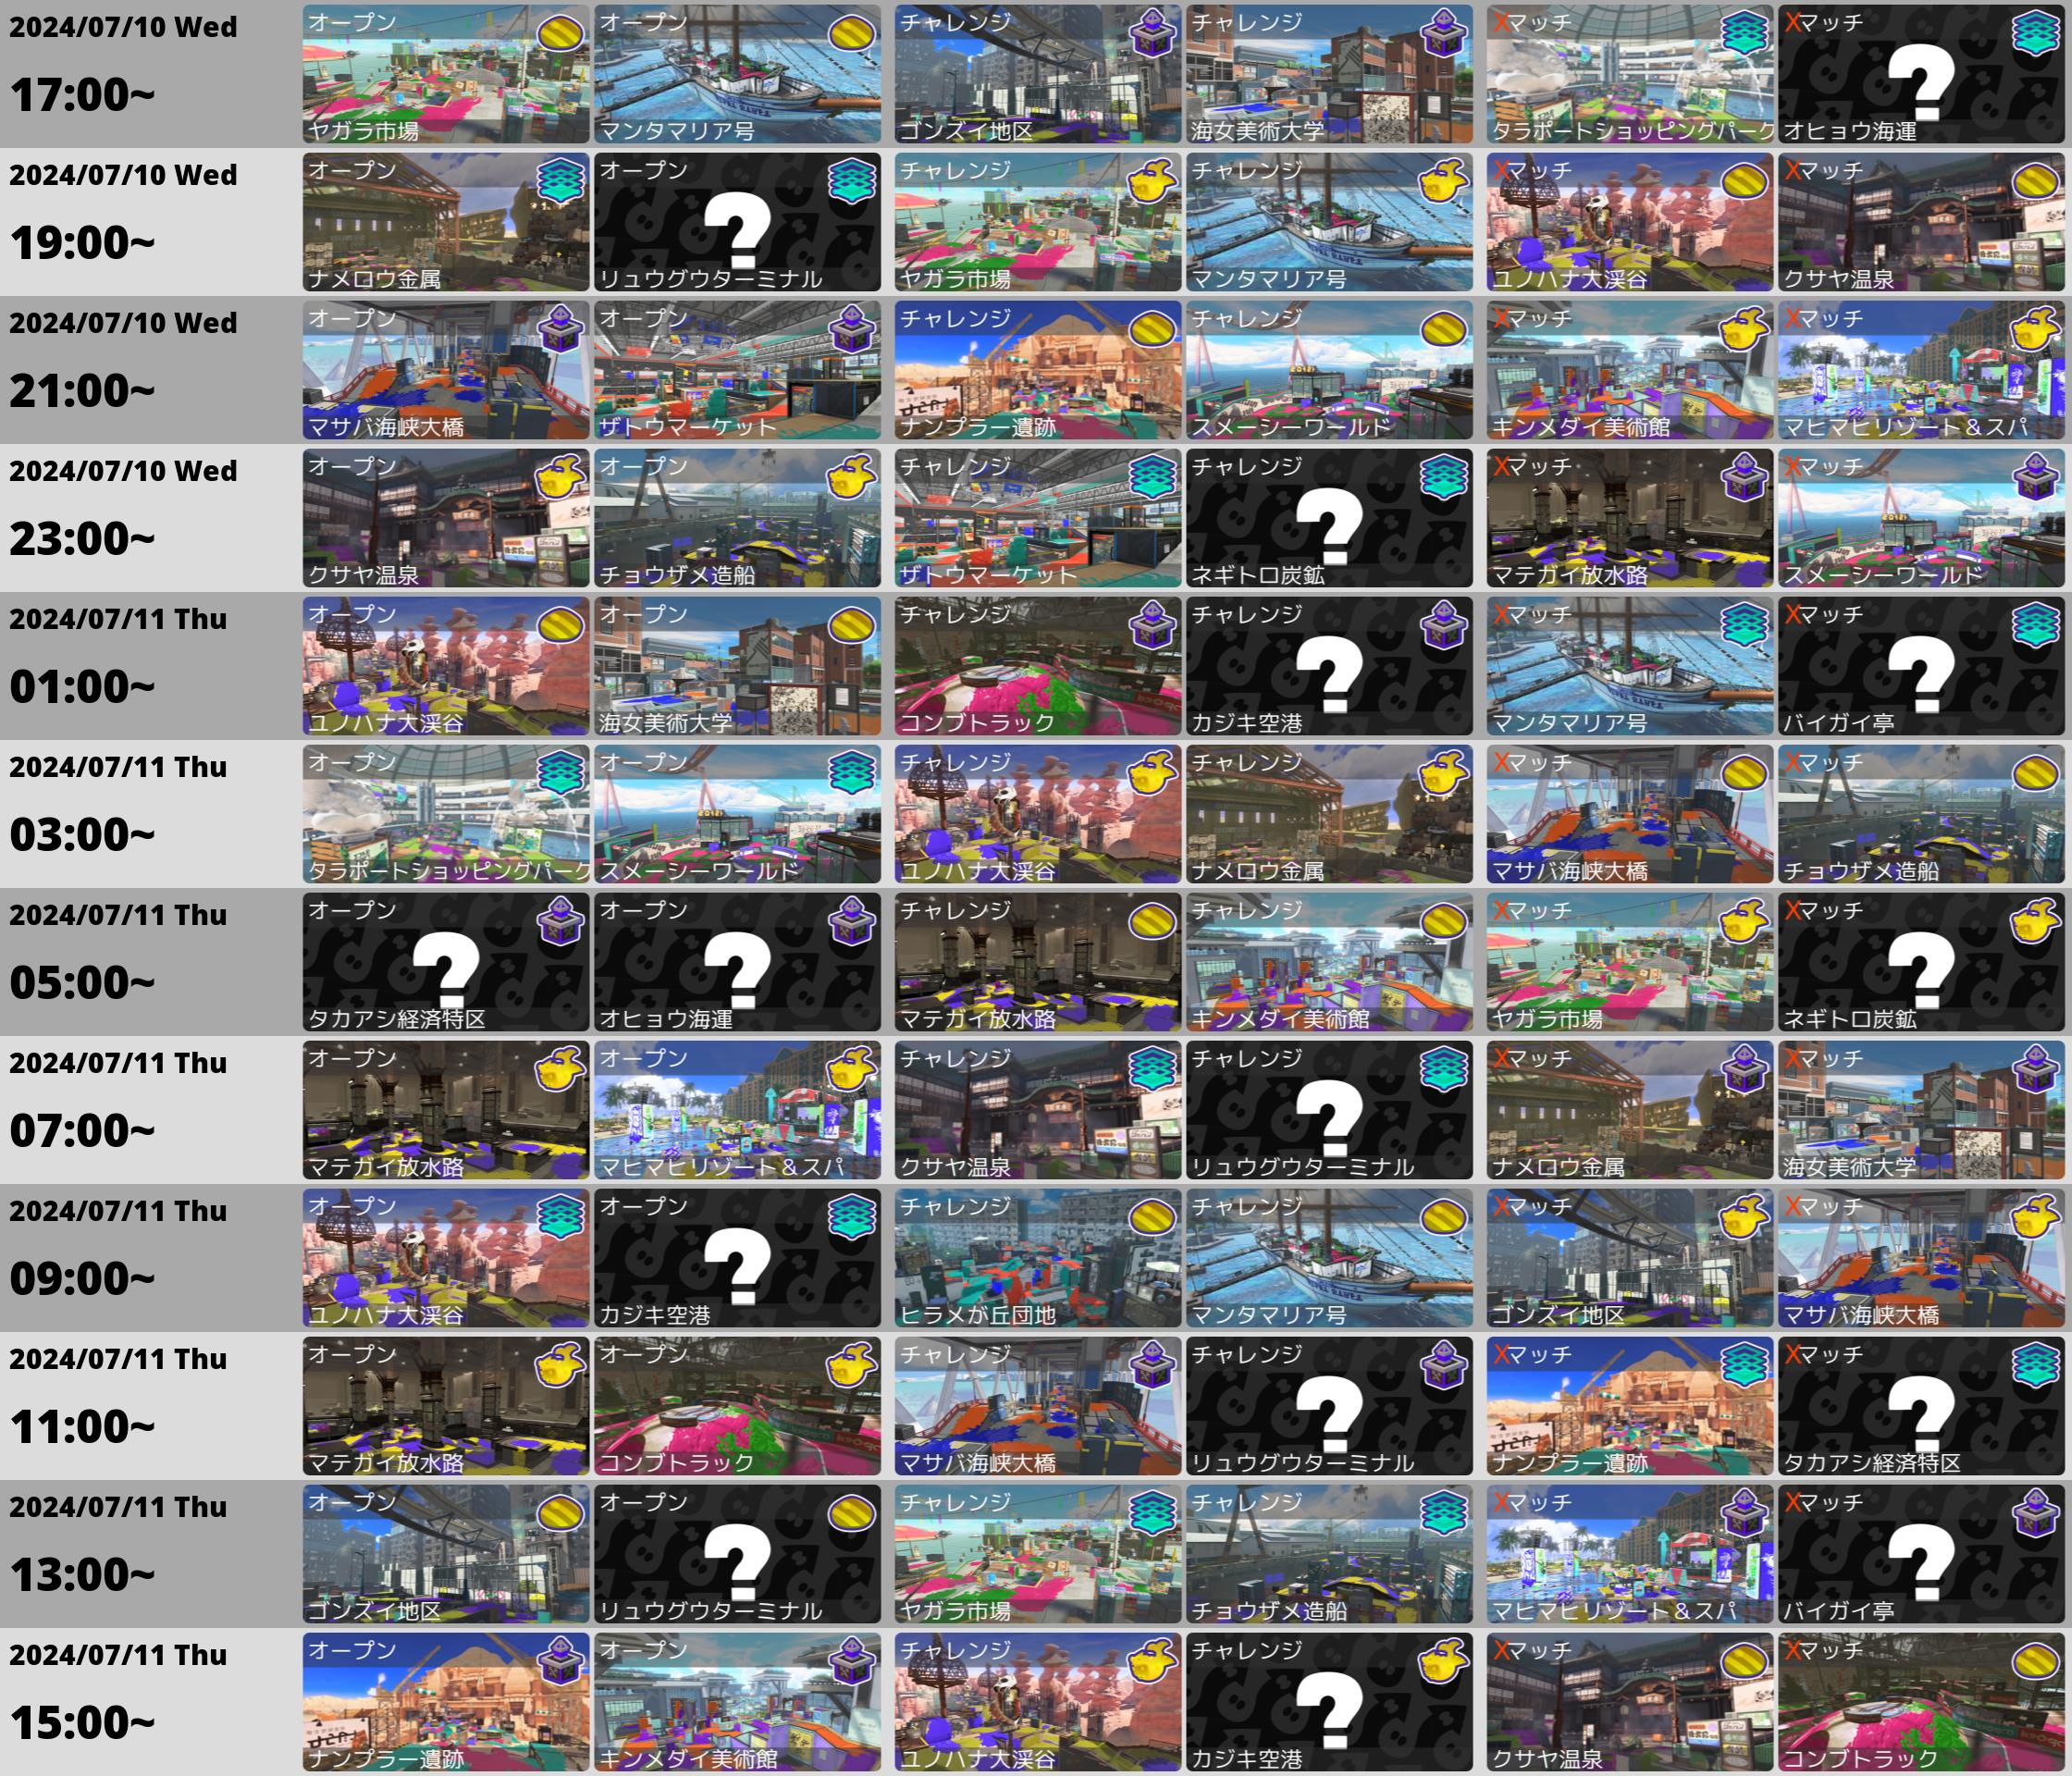 2024/07/10 Wed
17:00~
オープン オープン チャレンジ チャレンジ Xマッチ Xマッチ
ヤガラ市場 マンタマリア号 ゴンズイ地区 海女美術大学 タラポートショッピングパーク オヒョウ海運
2024/07/10 Wed
19:00~
オープン オープン チャレンジ チャレンジ Xマッチ Xマッチ
ナメロウ金属 リュウグウターミナル ヤガラ市場 マンタマリア号 ユノハナ大渓谷 クサヤ温泉
2024/07/10 Wed
21:00~
オープン オープン チャレンジ チャレンジ Xマッチ Xマッチ
マサバ海峡大橋 ザトウマーケット ナンプラー遺跡 スメーシーワールド キンメダイ美術館 マヒマヒリゾート＆スパ
2024/07/10 Wed
23:00~
オープン オープン チャレンジ チャレンジ Xマッチ Xマッチ
クサヤ温泉 チョウザメ造船 ザトウマーケット ネギトロ炭鉱 マテガイ放水路 スメーシーワールド
2024/07/11 Thu
01:00~
オープン オープン チャレンジ チャレンジ Xマッチ Xマッチ
ユノハナ大渓谷 海女美術大学 コンブトラック カジキ空港 マンタマリア号 バイガイ亭
2024/07/11 Thu
03:00~
オープン オープン チャレンジ チャレンジ Xマッチ Xマッチ
タラポートショッピングパーク スメーシーワールド ユノハナ大渓谷 ナメロウ金属 マサバ海峡大橋 チョウザメ造船
2024/07/11 Thu
05:00~
オープン オープン チャレンジ チャレンジ Xマッチ Xマッチ
タカアシ経済特区 オヒョウ海運 マテガイ放水路 キンメダイ美術館 ヤガラ市場 ネギトロ炭鉱
2024/07/11 Thu
07:00~
オープン オープン チャレンジ チャレンジ Xマッチ Xマッチ
マテガイ放水路 マヒマヒリゾート＆スパ クサヤ温泉 リュウグウターミナル ナメロウ金属 海女美術大学
2024/07/11 Thu
09:00~
オープン オープン チャレンジ チャレンジ Xマッチ Xマッチ
ユノハナ大渓谷 カジキ空港 ヒラメが丘団地 マンタマリア号 ゴンズイ地区 マサバ海峡大橋
2024/07/11 Thu
11:00~
オープン オープン チャレンジ チャレンジ Xマッチ Xマッチ
マテガイ放水路 コンブトラック マサバ海峡大橋 リュウグウターミナル ナンプラー遺跡 タカアシ経済特区
2024/07/11 Thu
13:00~
オープン オープン チャレンジ チャレンジ Xマッチ Xマッチ
ゴンズイ地区 リュウグウターミナル ヤガラ市場 チョウザメ造船 マヒマヒリゾート＆スパ バイガイ亭
2024/07/11 Thu
15:00~
オープン オープン チャレンジ チャレンジ Xマッチ Xマッチ
ナンプラー遺跡 キンメダイ美術館 ユノハナ大渓谷 カジキ空港 クサヤ温泉 コンブトラック